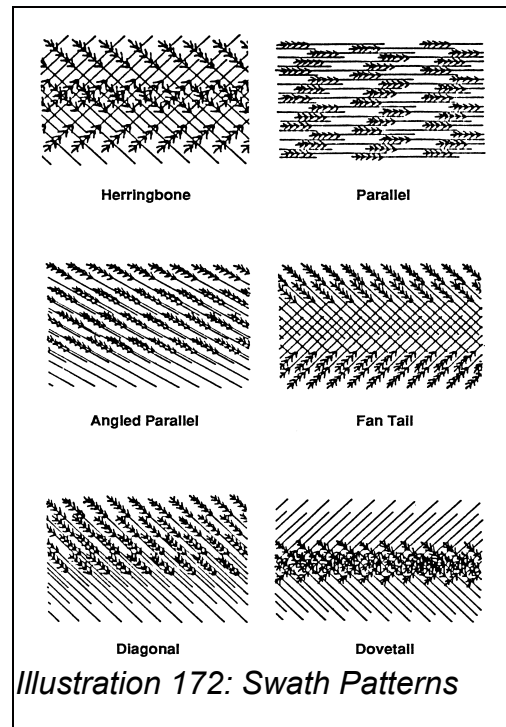 Herringbone
Parallel
Angled Parallel
Fan Tail
Diagonal
Dovetail
Illustration 172: Swath Patterns